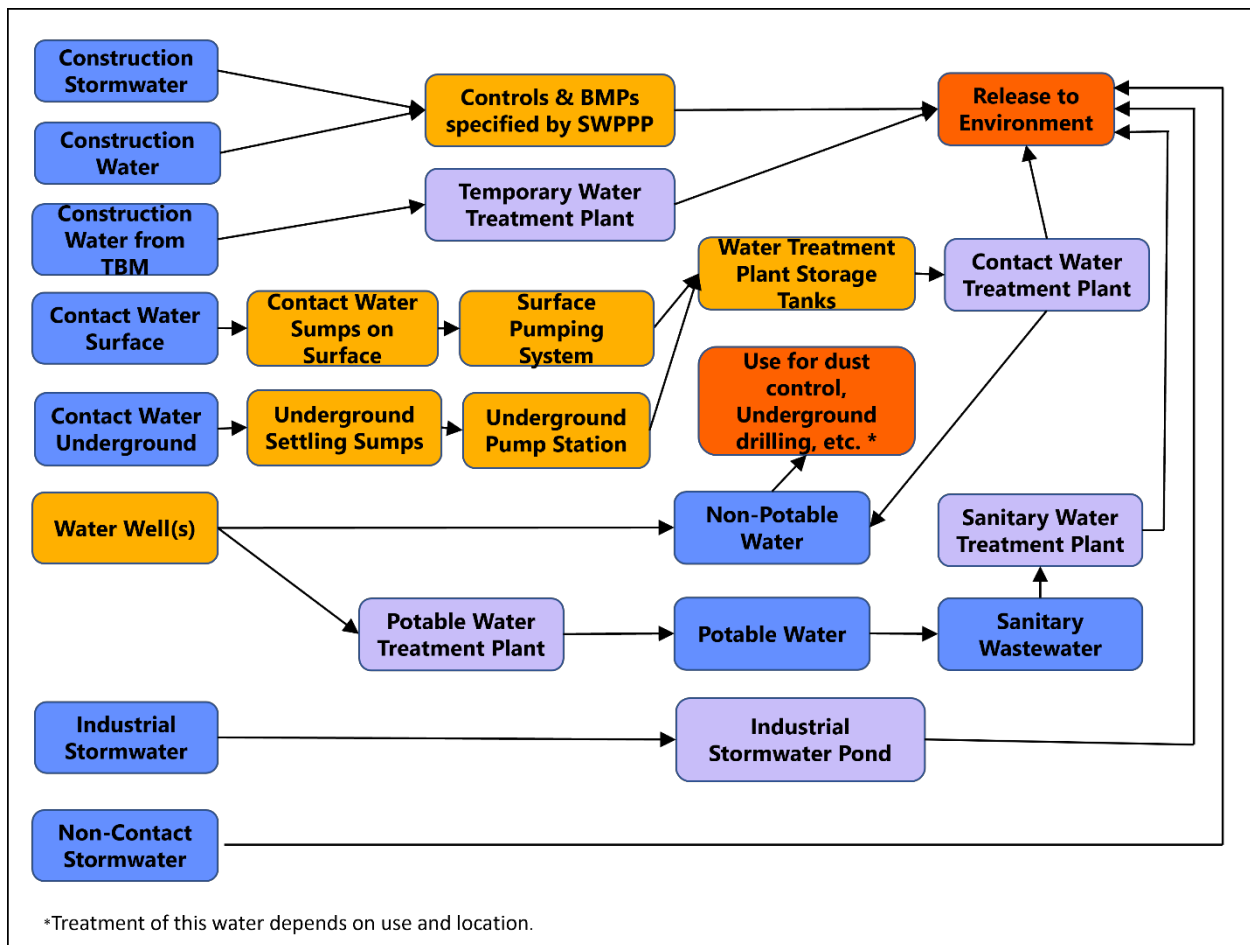 Construction
Stormwater
Controls & BMPs
specified by SWPPP
Release to
Environment
Construction
Water
Temporary Water
Treatment Plant
Construction
Water from
TBM
Water Treatment
Plant Storage
Tanks
Contact Water
Treatment Plant
Contact Water
Surface
Contact Water
Sumps on
Surface
Surface
Pumping
System
Use for dust
control,
Underground
drilling, etc. *
Contact Water
Underground
Underground
Settling Sumps
Underground
Pump Station
Water Well(s)
Non-Potable
Water
Sanitary Water
Treatment Plant
Potable Water
Treatment Plant
Potable Water
Sanitary
Wastewater
Industrial
Stormwater
Industrial
Stormwater Pond
Non-Contact
Stormwater
*Treatment of this water depends on use and location.